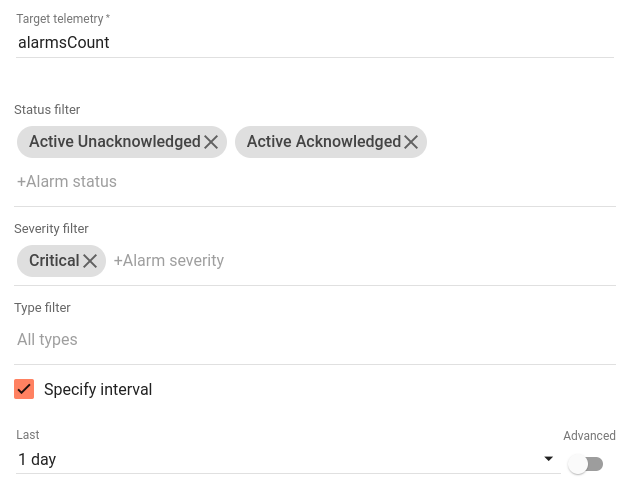 Target telemetry *
alarmsCount
Status filter
Active Unacknowledged
Active Acknowledged
+Alarm status
Severity filter
Critical
+Alarm severity
Type filter
All types
Specify interval
Last
Advanced
1 day